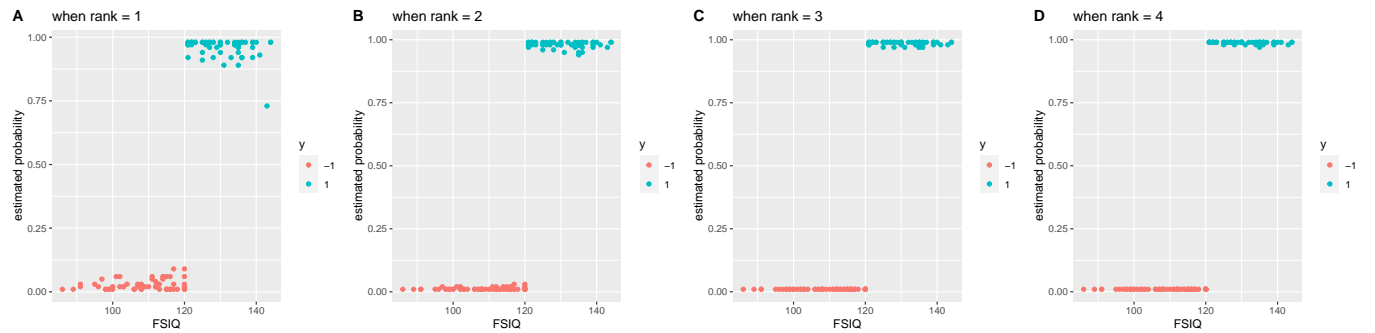 A when rank = 1
estimated probability
1.00
0.75
0.50
0.25
0.00
100 120 140
FSIQ
y
−1
1
B when rank = 2
estimated probability
1.00
0.75
0.50
0.25
0.00
100 120 140
FSIQ
y
−1
1
C when rank = 3
estimated probability
1.00
0.75
0.50
0.25
0.00
100 120 140
FSIQ
y
−1
1
D when rank = 4
estimated probability
1.00
0.75
0.50
0.25
0.00
100 120 140
FSIQ
y
−1
1